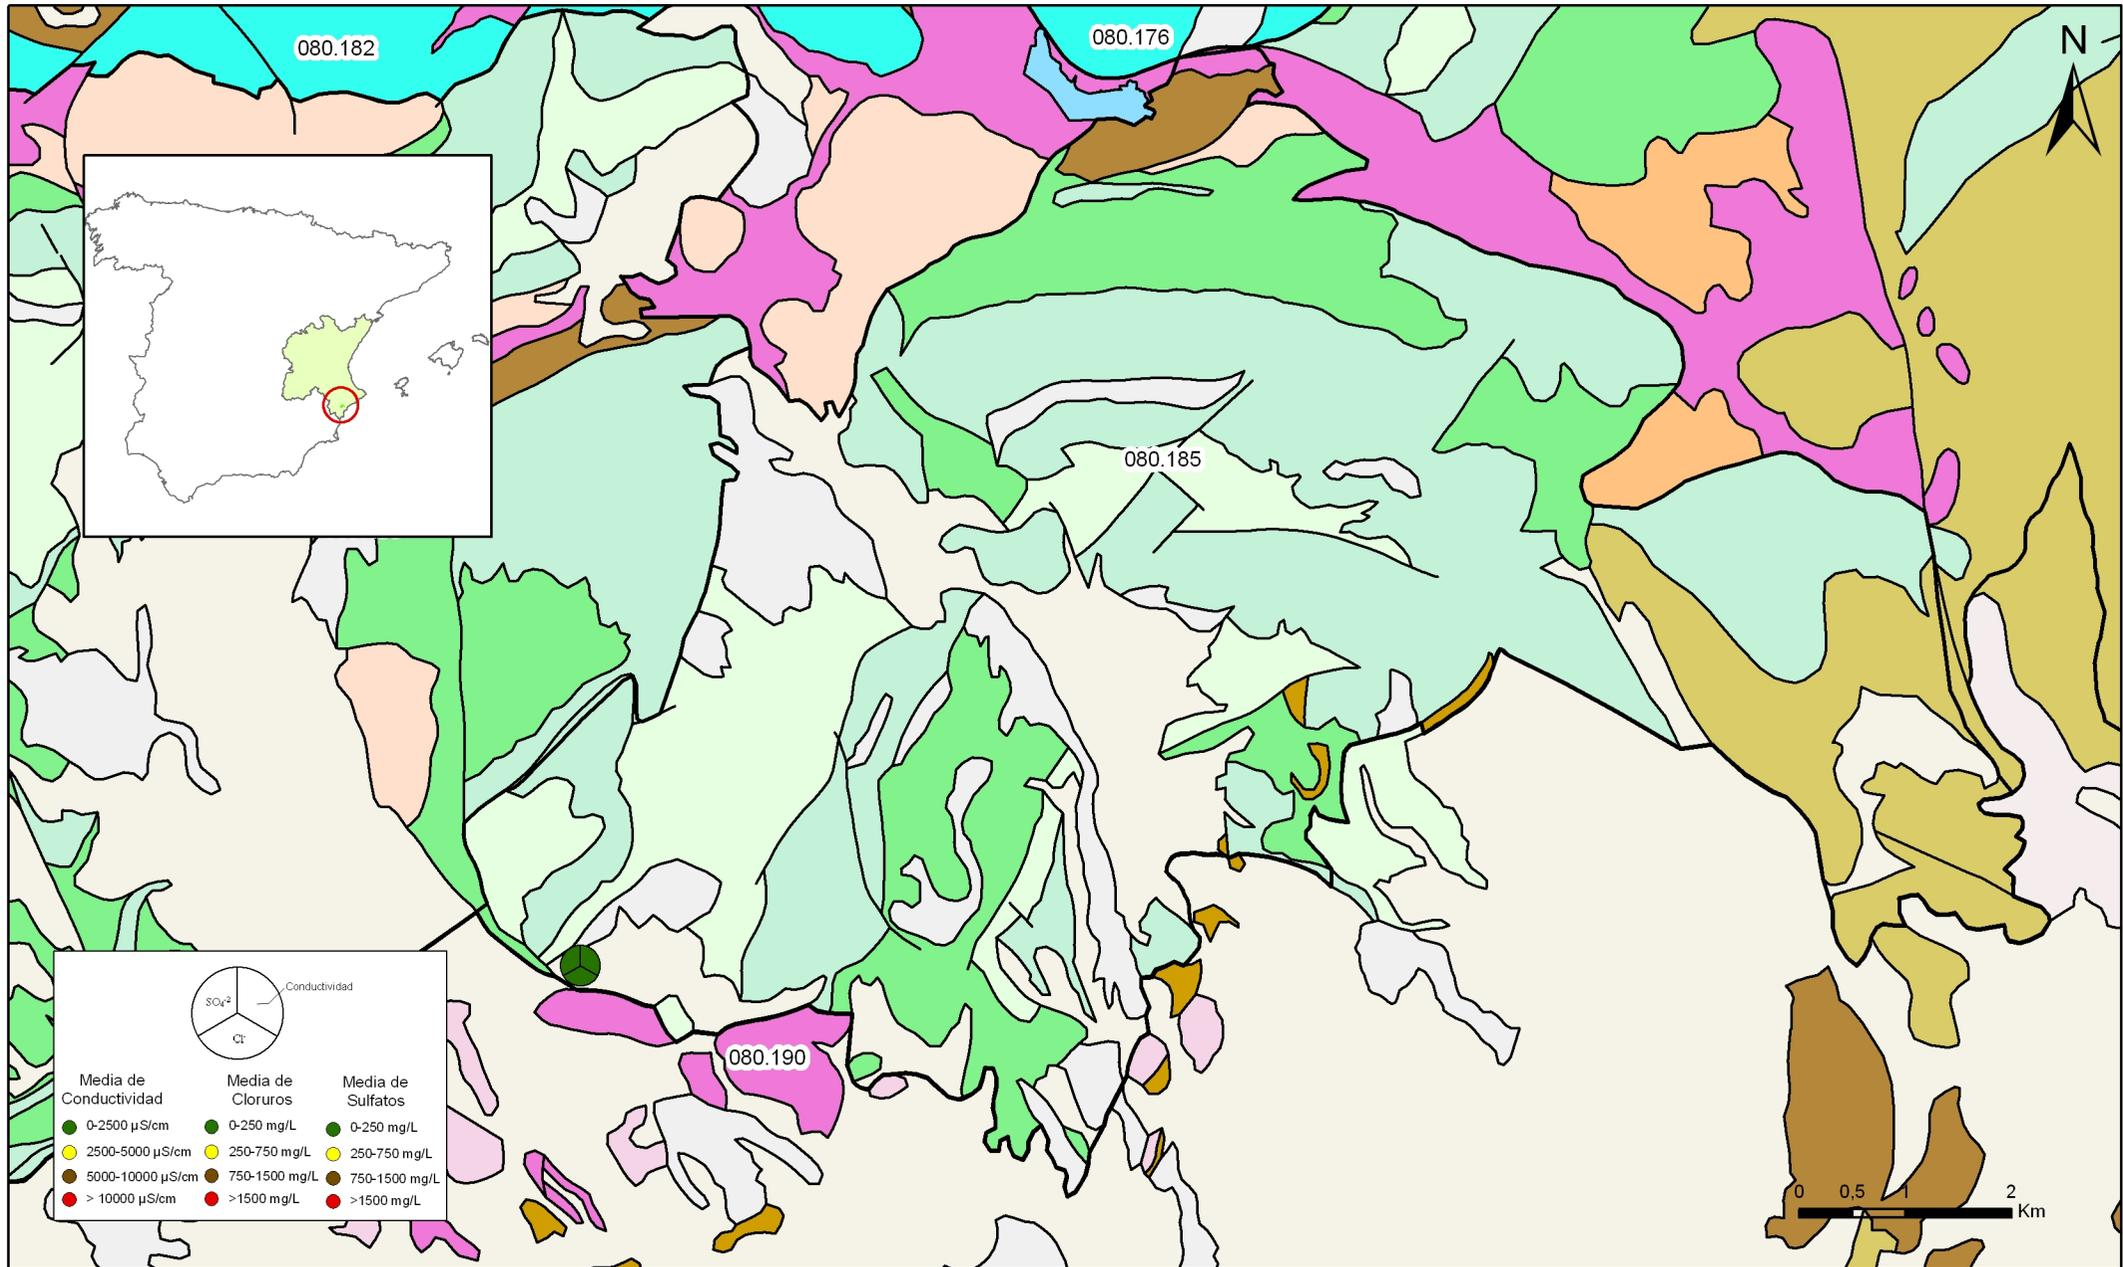 080.182
080.176
N
080.185
080.190
SO₄⁻²
Conductividad
Cl⁻
Media de
Conductividad
0-2500 µS/cm
2500-5000 µS/cm
5000-10000 µS/cm
> 10000 µS/cm
Media de
Cloruros
0-250 mg/L
250-750 mg/L
750-1500 mg/L
>1500 mg/L
Media de
Sulfatos
0-250 mg/L
250-750 mg/L
750-1500 mg/L
>1500 mg/L
0 0,5 1 2
Km